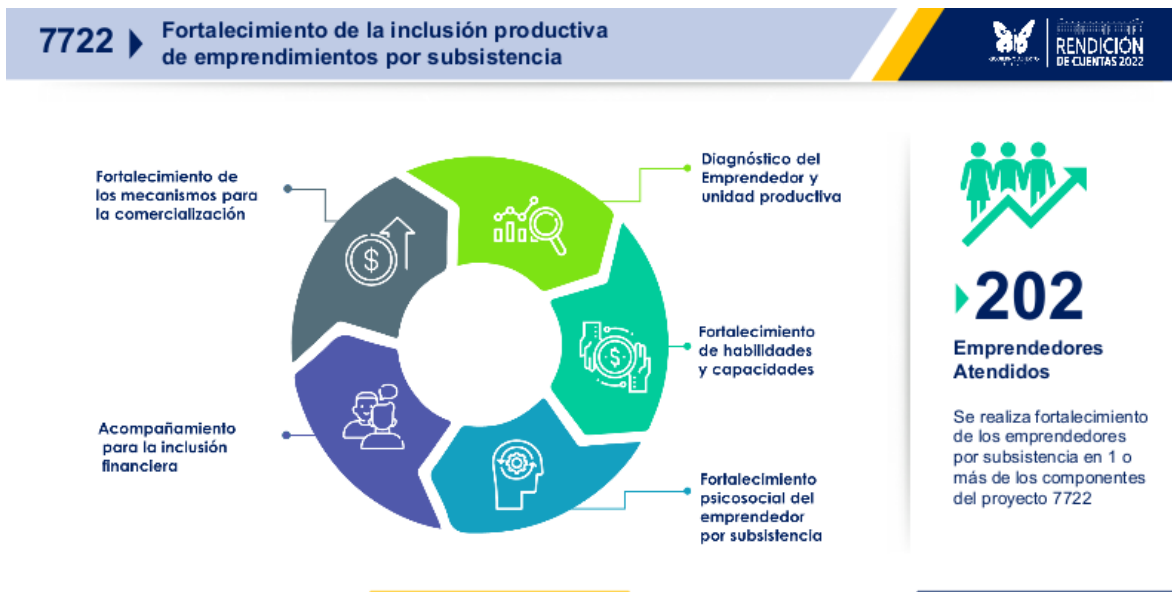 7722
Fortalecimiento de la inclusión productiva
de emprendimientos por subsistencia
RENDICIÓN
DE CUENTAS 2022
Fortalecimiento de
los mecanismos para
la comercialización
Diagnóstico del
Emprendedor y
unidad productiva
Fortalecimiento
de habilidades
y capacidades
Acompañamiento
para la inclusión
financiera
Fortalecimiento
psicosocial del
emprendedor
por subsistencia
$
$
202
Emprendedores
Atendidos
Se realiza fortalecimiento
de los emprendedores
por subsistencia en 1 o
más de los componentes
del proyecto 7722